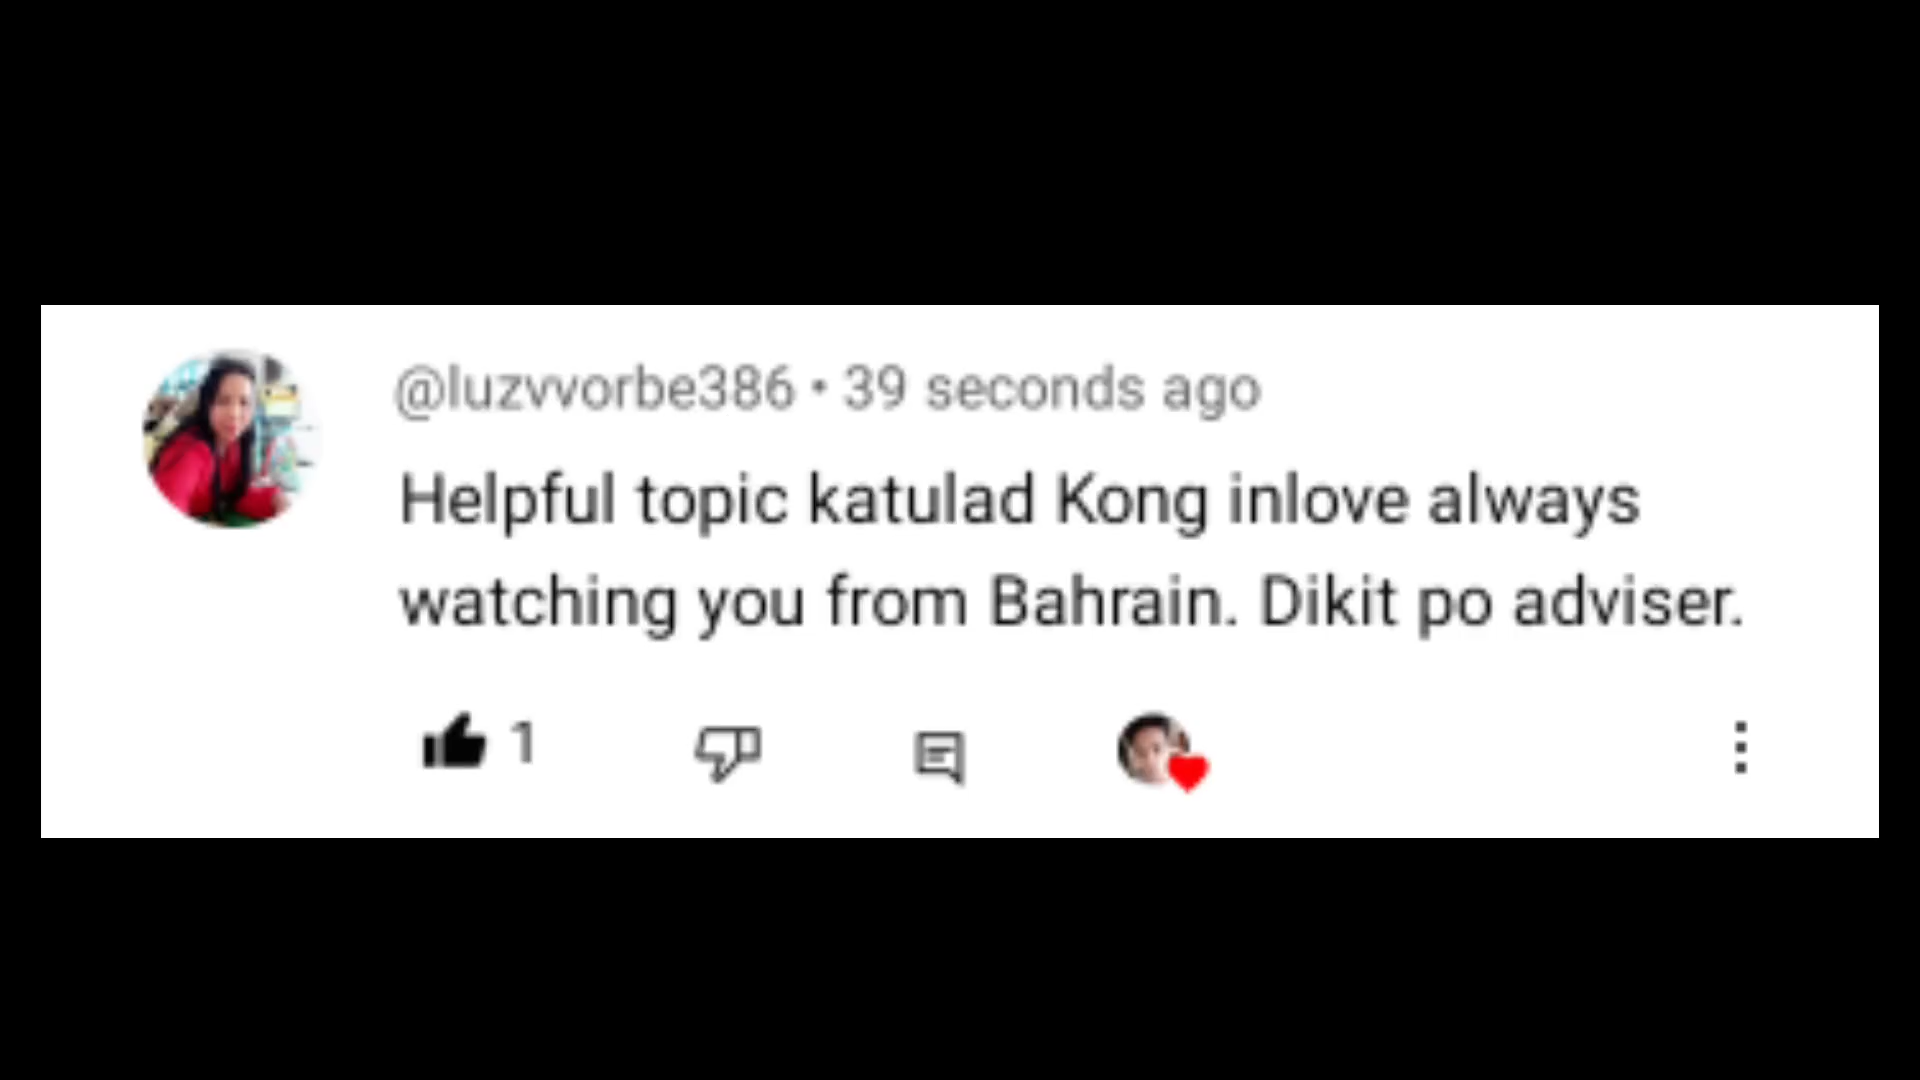 @luzvvorbe386 • 39 seconds ago
Helpful topic katulad Kong inlove always
watching you from Bahrain. Dikit po adviser.
1